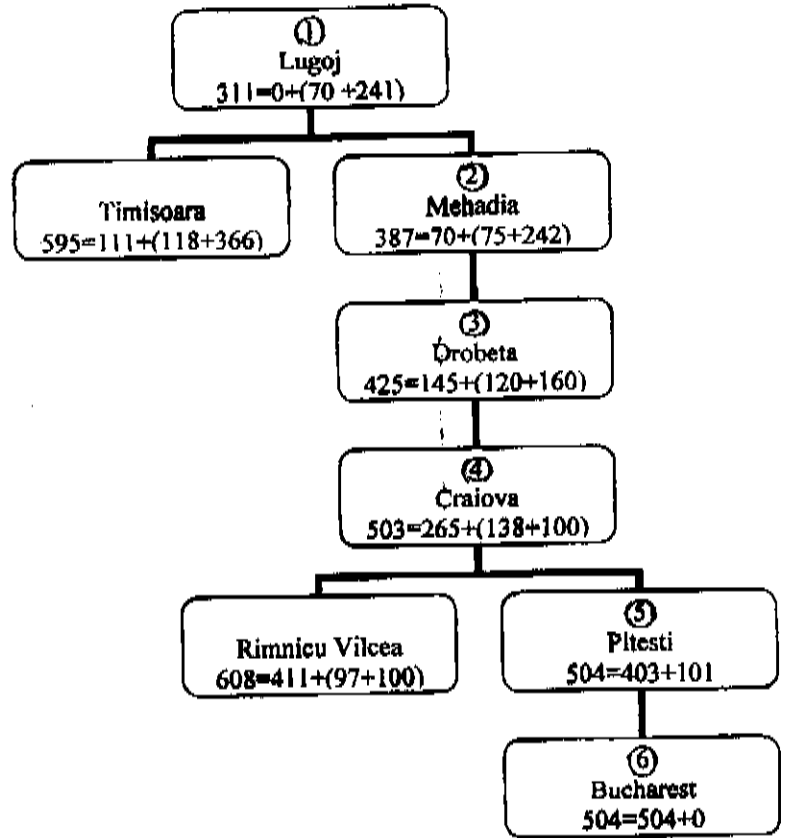 ①
Lugoj
311=0+(70 +241)
Timisoara
595=111+(118+366)
②
Mehadia
387=70+(75+242)
③
Drobeta
425=145+(120+160)
④
Craiova
503=265+(138+100)
Rimnicu Vilcea
608=411+(97+100)
⑤
Pltesti
504=403+101
⑥
Bucharest
504=504+0